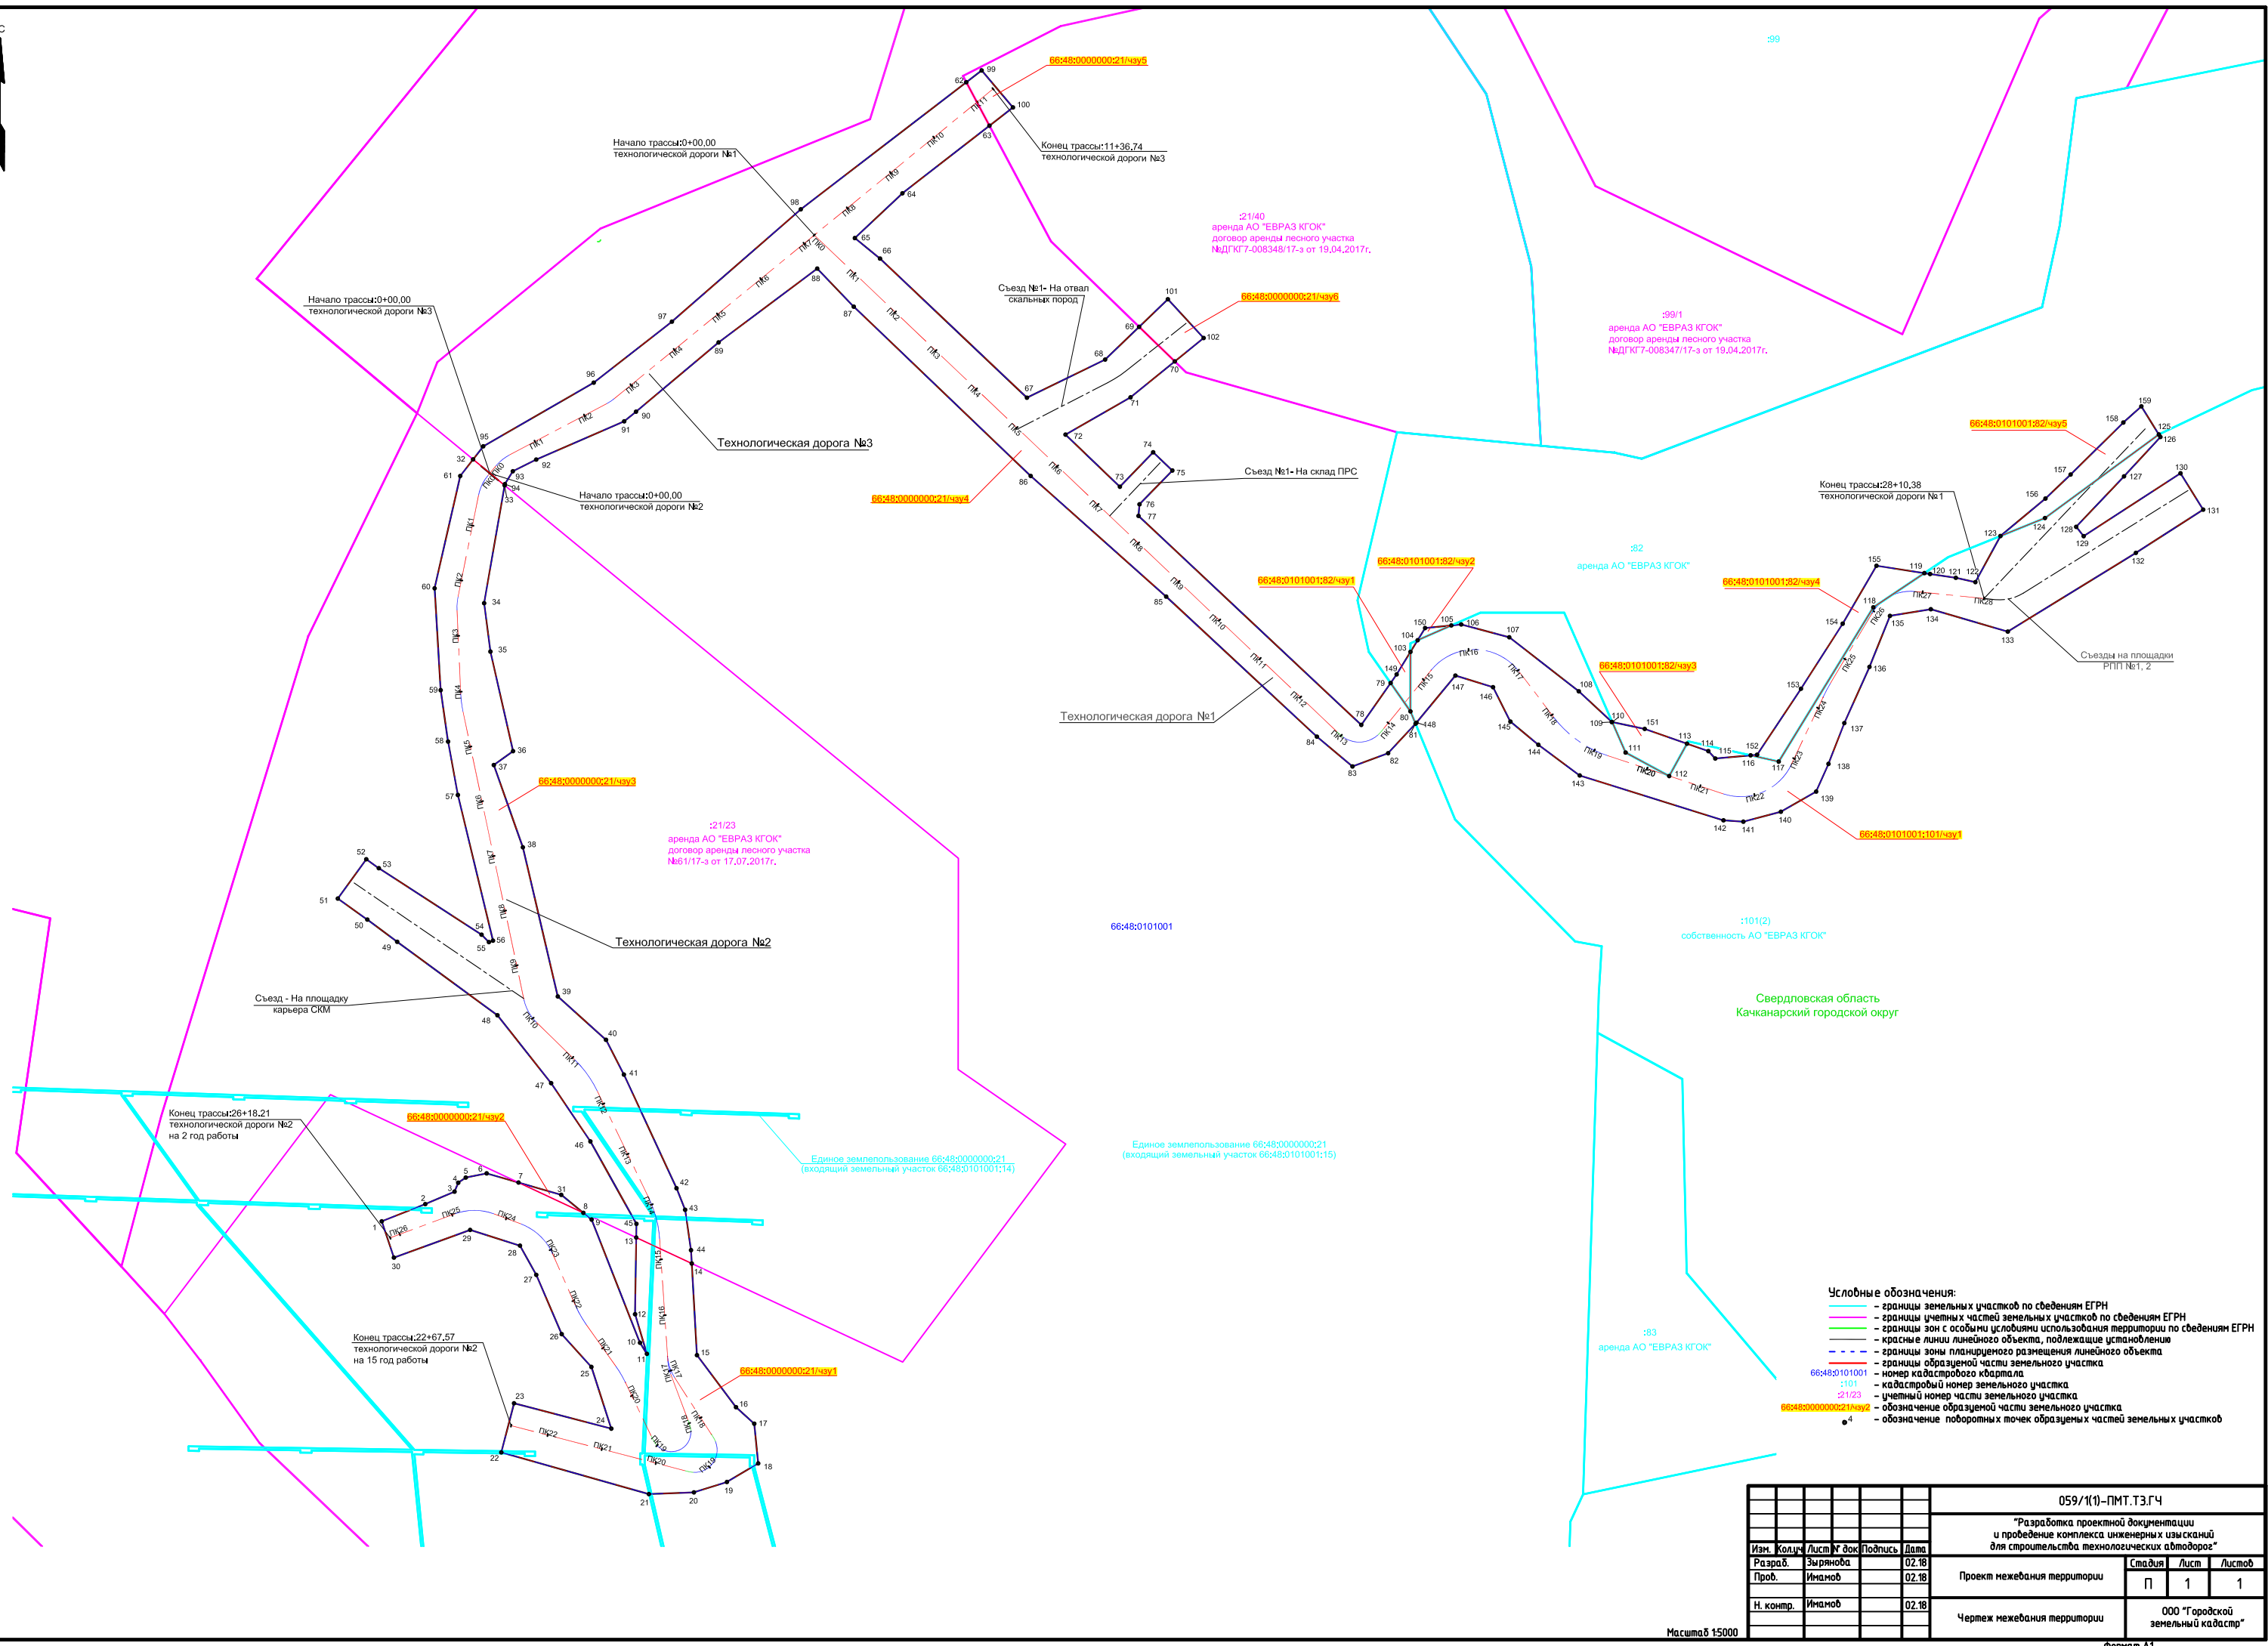 С
:99
66:48:0000000:21/чзу5
Начало трассы:0+00,00
технологической дороги №1
Конец трассы:11+36,74
технологической дороги №3
:21/40
аренда АО "ЕВРАЗ КГОК"
договор аренды лесного участка
№ДГКГ7-008348/17-з от 19.04.2017г.
Съезд №1- На отвал
скальных пород
66:48:0000000:21/чзу6
Начало трассы:0+00,00
технологической дороги №3
:99/1
аренда АО "ЕВРАЗ КГОК"
договор аренды лесного участка
№ДГКГ7-008347/17-з от 19.04.2017г.
Технологическая дорога №3
66:48:0101001:82/чзу5
Съезд №1- На склад ПРС
Начало трассы:0+00,00
технологической дороги №2
66:48:0000000:21/чзу4
Конец трассы:28+10,38
технологической дороги №1
:82
аренда АО "ЕВРАЗ КГОК"
66:48:0101001:82/чзу1
66:48:0101001:82/чзу2
66:48:0101001:82/чзу4
66:48:0101001:82/чзу3
Съезды на площадки
РПП №1, 2
Технологическая дорога №1
66:48:0000000:21/чзу3
:21/23
аренда АО "ЕВРАЗ КГОК"
договор аренды лесного участка
№61/17-з от 17.07.2017г.
66:48:0101001:101/чзу1
66:48:0101001
:101(2)
собственность АО "ЕВРАЗ КГОК"
Технологическая дорога №2
Съезд - На площадку
карьера СКМ
Свердловская область
Качканарский городской округ
Конец трассы:26+18.21
технологической дороги №2
на 2 год работы
66:48:0000000:21/чзу2
Единое землепользование 66:48:0000000:21
(входящий земельный участок 66:48:0101001:14)
Единое землепользование 66:48:0000000:21
(входящий земельный участок 66:48:0101001:15)
Конец трассы:22+67,57
технологической дороги №2
на 15 год работы
66:48:0000000:21/чзу1
:83
аренда АО "ЕВРАЗ КГОК"
Условные обозначения:
- границы земельных участков по сведениям ЕГРН
- границы учетных частей земельных участков по сведениям ЕГРН
- границы зон с особыми условиями использования территории по сведениям ЕГРН
- красные линии линейного объекта, подлежащие установлению
- границы зоны планируемого размещения линейного объекта
- границы образуемой части земельного участка
66:48:0101001 - номер кадастрового квартала
:101 - кадастровый номер земельного участка
:21/23 - учетный номер части земельного участка
66:48:0000000:21/чзу2 - обозначение образуемой части земельного участка
4 - обозначение поворотных точек образуемых частей земельных участков
059/1(1)-ПМТ.ТЗ.ГЧ
"Разработка проектной документации
и проведение комплекса инженерных изысканий
для строительства технологических автодорог"
Изм. Кол.уч Лист № док Подпись Дата
Разраб. Зырянова 02.18
Пров. Имамов 02.18
Н. контр. Имамов 02.18
Проект межевания территории
Стадия Лист Листов
П 1 1
Чертеж межевания территории
ООО "Городской
земельный кадастр"
Масштаб 1:5000
Формат А1